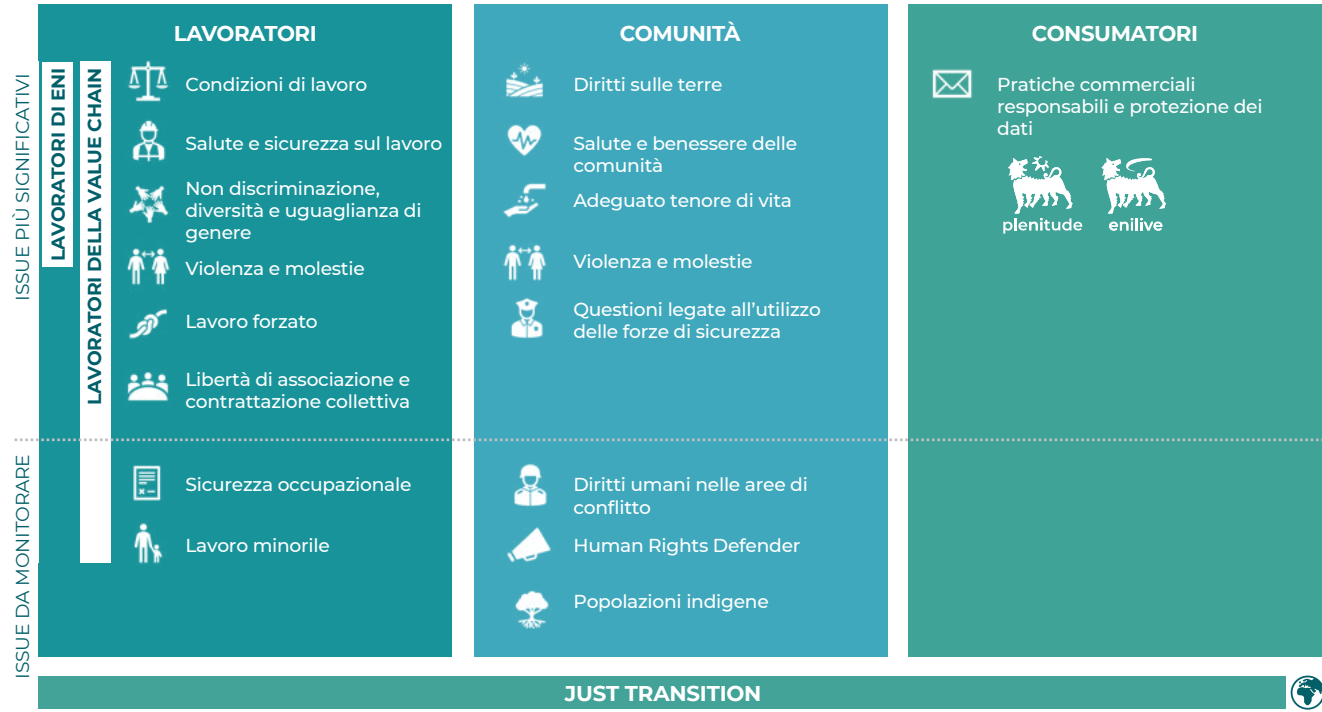 LAVORATORI
ISSUE PIÙ SIGNIFICATIVI
LAVORATORI DI ENI
LAVORATORI DELLA VALUE CHAIN
Condizioni di lavoro
Salute e sicurezza sul lavoro
Non discriminazione,
diversità e uguaglianza di
genere
Violenza e molestie
Lavoro forzato
Libertà di associazione e
contrattazione collettiva
ISSUE DA MONITORARE
Sicurezza occupazionale
Lavoro minorile
COMUNITÀ
Diritti sulle terre
Salute e benessere delle
comunità
Adeguato tenore di vita
Violenza e molestie
Questioni legate all’utilizzo
delle forze di sicurezza
Diritti umani nelle aree di
conflitto
Human Rights Defender
Popolazioni indigene
CONSUMATORI
Pratiche commerciali
responsabili e protezione dei
dati
plenitude
enilive
JUST TRANSITION